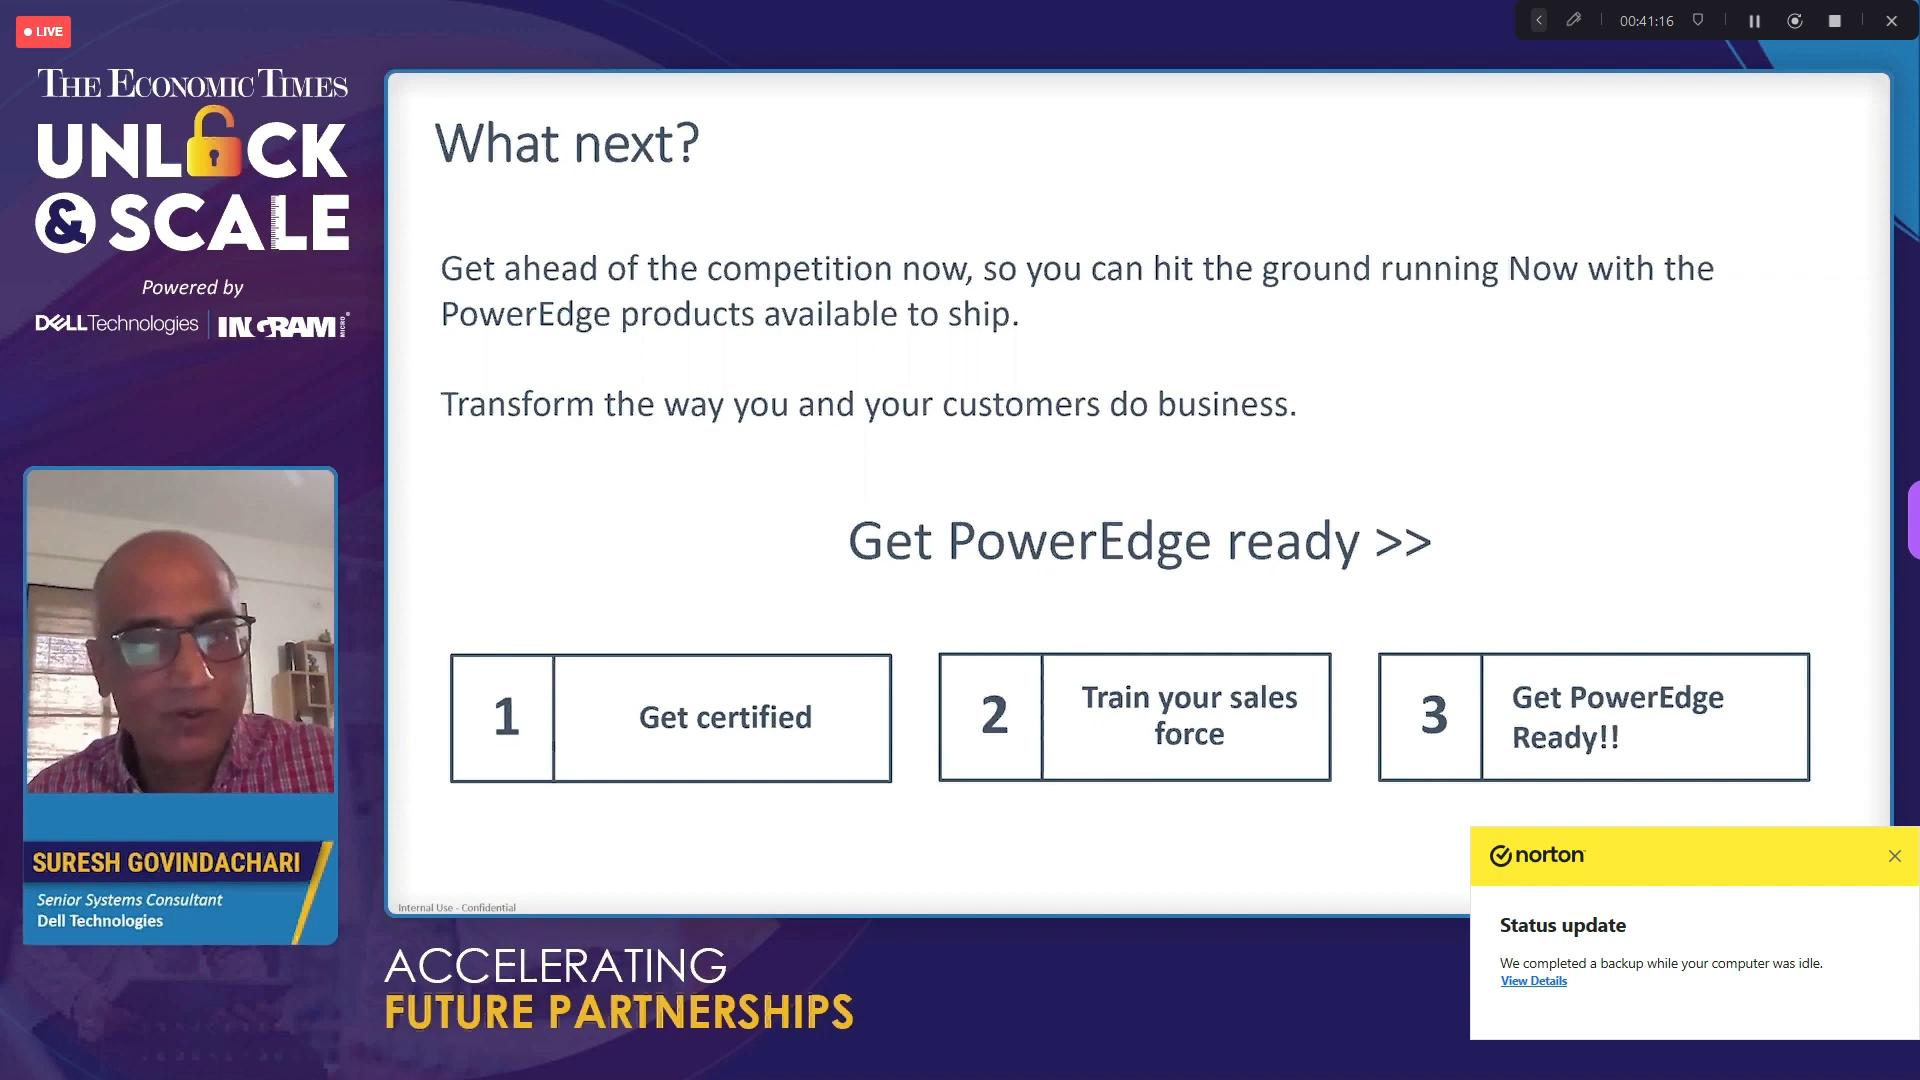 LIVE
00:41:16
THE ECONOMIC TIMES
UNLOCK
& SCALE
Powered by
DELL Technologies | INGRAM MICRO
What next?
Get ahead of the competition now, so you can hit the ground running Now with the
PowerEdge products available to ship.
Transform the way you and your customers do business.
Get PowerEdge ready >>
1 Get certified
2 Train your sales
force
3 Get PowerEdge
Ready!!
Internal Use - Confidential
SURESH GOVINDACHARI
Senior Systems Consultant
Dell Technologies
ACCELERATING
FUTURE PARTNERSHIPS
norton
Status update
We completed a backup while your computer was idle.
View Details